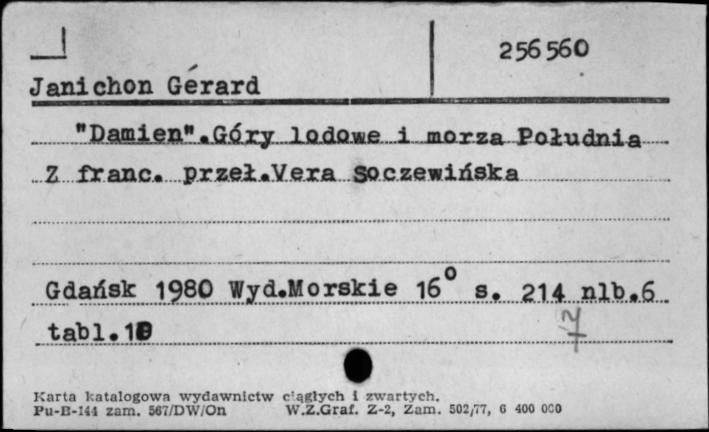 256560
Janichon Gérard
"Damien".Góry lodowe i morza Południa
Z franc. przeł.Vera Soczewińska
Gdańsk 1980 Wyd.Morskie 16° s. 214 nlb.6
Karta katalogowa wydawnictw ciągłych i zwartych.
Pu-B-144 zam. 567/DW/On W.Z.Graf. Z-2, Zam. 502/77, 6 400 000